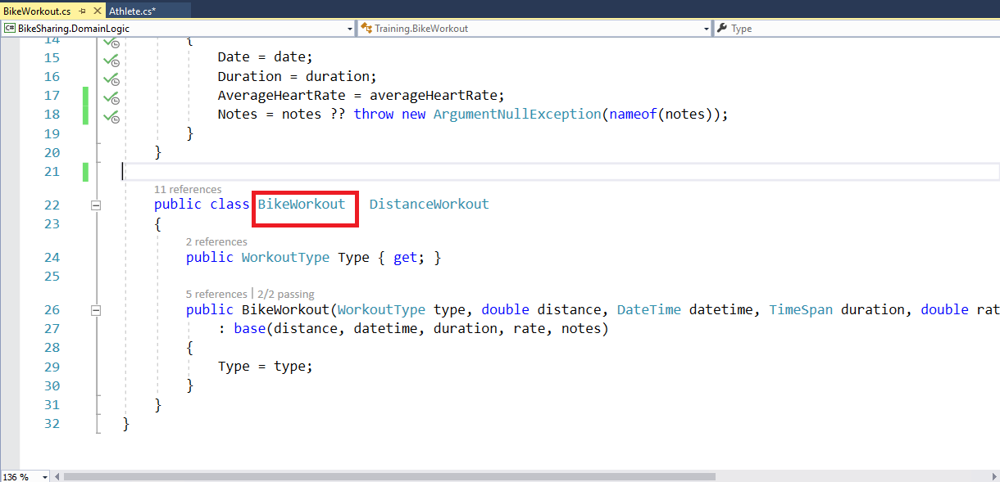 BikeWorkout.cs Athlete.cs*
C# BikeSharing.DomainLogic Training.BikeWorkout Type
14 {
15 Date = date;
16 Duration = duration;
17 AverageHeartRate = averageHeartRate;
18 Notes = notes ?? throw new ArgumentNullException(nameof(notes));
19 }
20 }
21
11 references
22 public class BikeWorkout DistanceWorkout
23 {
2 references
24 public WorkoutType Type { get; }
25
5 references | 2/2 passing
26 public BikeWorkout(WorkoutType type, double distance, DateTime datetime, TimeSpan duration, double rat
27 : base(distance, datetime, duration, rate, notes)
28 {
29 Type = type;
30 }
31 }
32 }
136 %